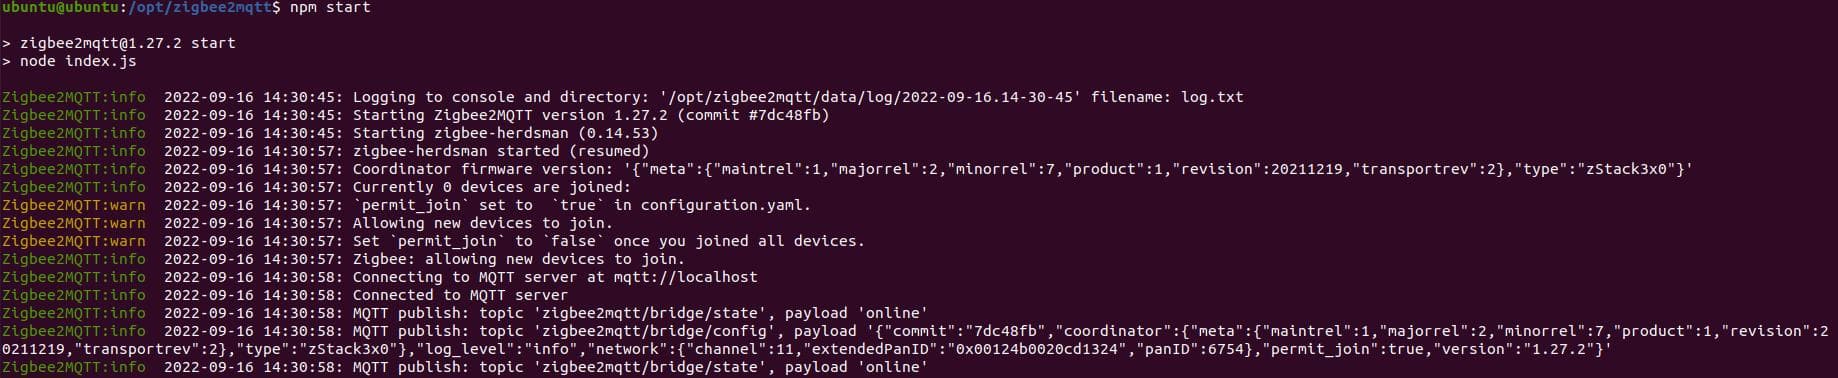 ubuntu@ubuntu:/opt/zigbee2mqtt$ npm start
> zigbee2mqtt@1.27.2 start
> node index.js
Zigbee2MQTT:info  2022-09-16 14:30:45: Logging to console and directory: '/opt/zigbee2mqtt/data/log/2022-09-16.14-30-45' filename: log.txt
Zigbee2MQTT:info  2022-09-16 14:30:45: Starting Zigbee2MQTT version 1.27.2 (commit #7dc48fb)
Zigbee2MQTT:info  2022-09-16 14:30:45: Starting zigbee-herdsman (0.14.53)
Zigbee2MQTT:info  2022-09-16 14:30:57: zigbee-herdsman started (resumed)
Zigbee2MQTT:info  2022-09-16 14:30:57: Coordinator firmware version: '{"meta":{"maintrel":1,"majorrel":2,"minorrel":7,"product":1,"revision":20211219,"transportrev":2},"type":"zStack3x0"}'
Zigbee2MQTT:info  2022-09-16 14:30:57: Currently 0 devices are joined:
Zigbee2MQTT:warn  2022-09-16 14:30:57: `permit_join` set to  `true` in configuration.yaml.
Zigbee2MQTT:warn  2022-09-16 14:30:57: Allowing new devices to join.
Zigbee2MQTT:warn  2022-09-16 14:30:57: Set `permit_join` to `false` once you joined all devices.
Zigbee2MQTT:info  2022-09-16 14:30:57: Zigbee: allowing new devices to join.
Zigbee2MQTT:info  2022-09-16 14:30:58: Connecting to MQTT server at mqtt://localhost
Zigbee2MQTT:info  2022-09-16 14:30:58: Connected to MQTT server
Zigbee2MQTT:info  2022-09-16 14:30:58: MQTT publish: topic 'zigbee2mqtt/bridge/state', payload 'online'
Zigbee2MQTT:info  2022-09-16 14:30:58: MQTT publish: topic 'zigbee2mqtt/bridge/config', payload '{"commit":"7dc48fb","coordinator":{"meta":{"maintrel":1,"majorrel":2,"minorrel":7,"product":1,"revision":2
0211219,"transportrev":2},"type":"zStack3x0"},"log_level":"info","network":{"channel":11,"extendedPanID":"0x00124b0020cd1324","panID":6754},"permit_join":true,"version":"1.27.2"}'
Zigbee2MQTT:info  2022-09-16 14:30:58: MQTT publish: topic 'zigbee2mqtt/bridge/state', payload 'online'